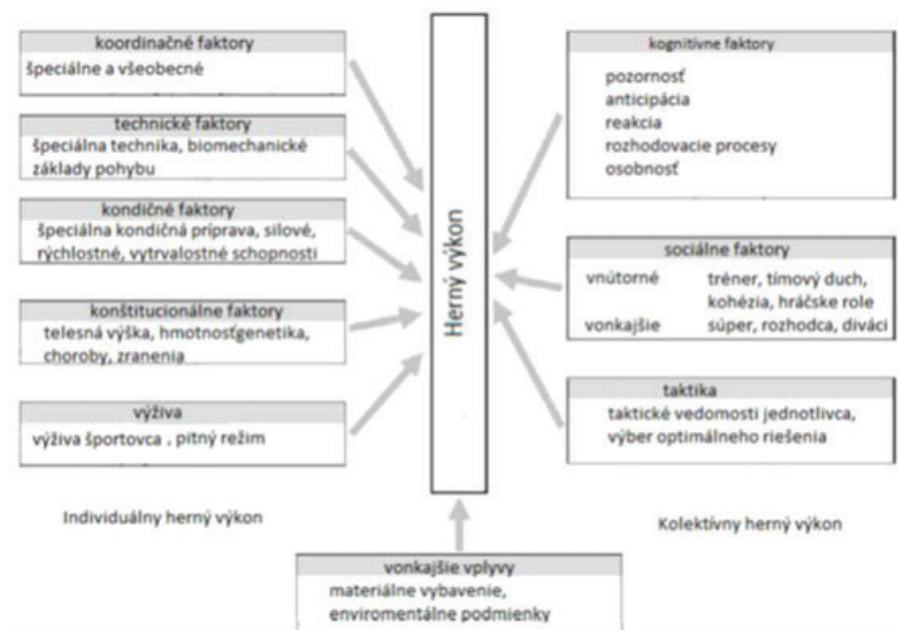 koordinačné faktory
špeciálne a všeobecné
technické faktory
špeciálna technika, biomechanické
základy pohybu
kondičné faktory
špeciálna kondičná príprava, silové,
rýchlostné, vytrvalostné schopnosti
konštitucionálne faktory
telesná výška, hmotnosťgenetika,
choroby, zranenia
výživa
výživa športovca , pitný režim
Individuálny herný výkon
Herný výkon
kognitívne faktory
pozornosť
anticipácia
reakcia
rozhodovacie procesy
osobnosť
sociálne faktory
vnútorné tréner, tímový duch,
kohézia, hráčske role
vonkajšie súper, rozhodca, diváci
taktika
taktické vedomosti jednotlivca,
výber optimálneho riešenia
Kolektívny herný výkon
vonkajšie vplyvy
materiálne vybavenie,
enviromentálne podmienky